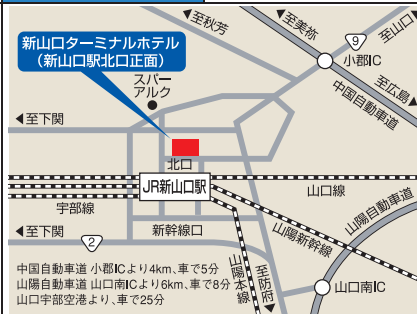 至秋芳
至美祢
至山口
9
新山口ターミナルホテル
(新山口駅北口正面)
小郡IC
スパー
アルク
至広島
中国自動車道
至下関
北口
JR新山口駅
山口線
宇部線
山陽自動車道
新幹線口
山陽新幹線
至下関
2
山陽本線
至防府
山口南IC
中国自動車道 小郡ICより4km、車で5分
山陽自動車道 山口南ICより6km、車で8分
山口宇部空港より、車で25分